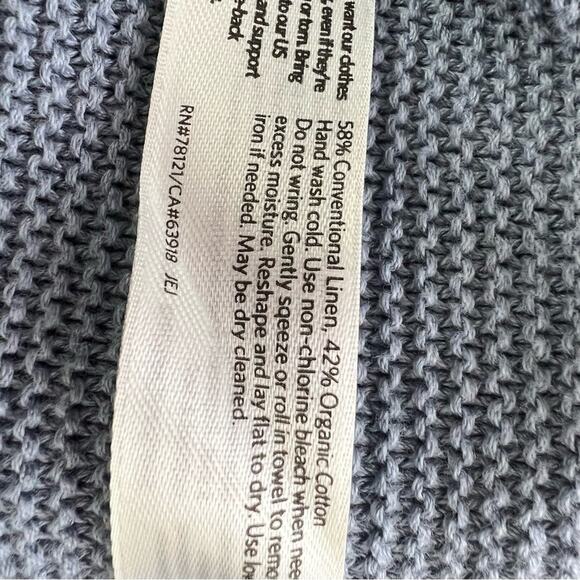 want our clothes
even if they're
or torn. Bring
to our US
and support
e-back
58% Conventional Linen, 42% Organic Cotton
Hand wash cold. Use non-chlorine bleach when nee
Do not wring. Gently sqeeze or roll in towel to remo
excess moisture. Reshape and lay flat to dry. Use lo
iron if needed. May be dry cleaned.
RN#78121/CA#63918 JEI